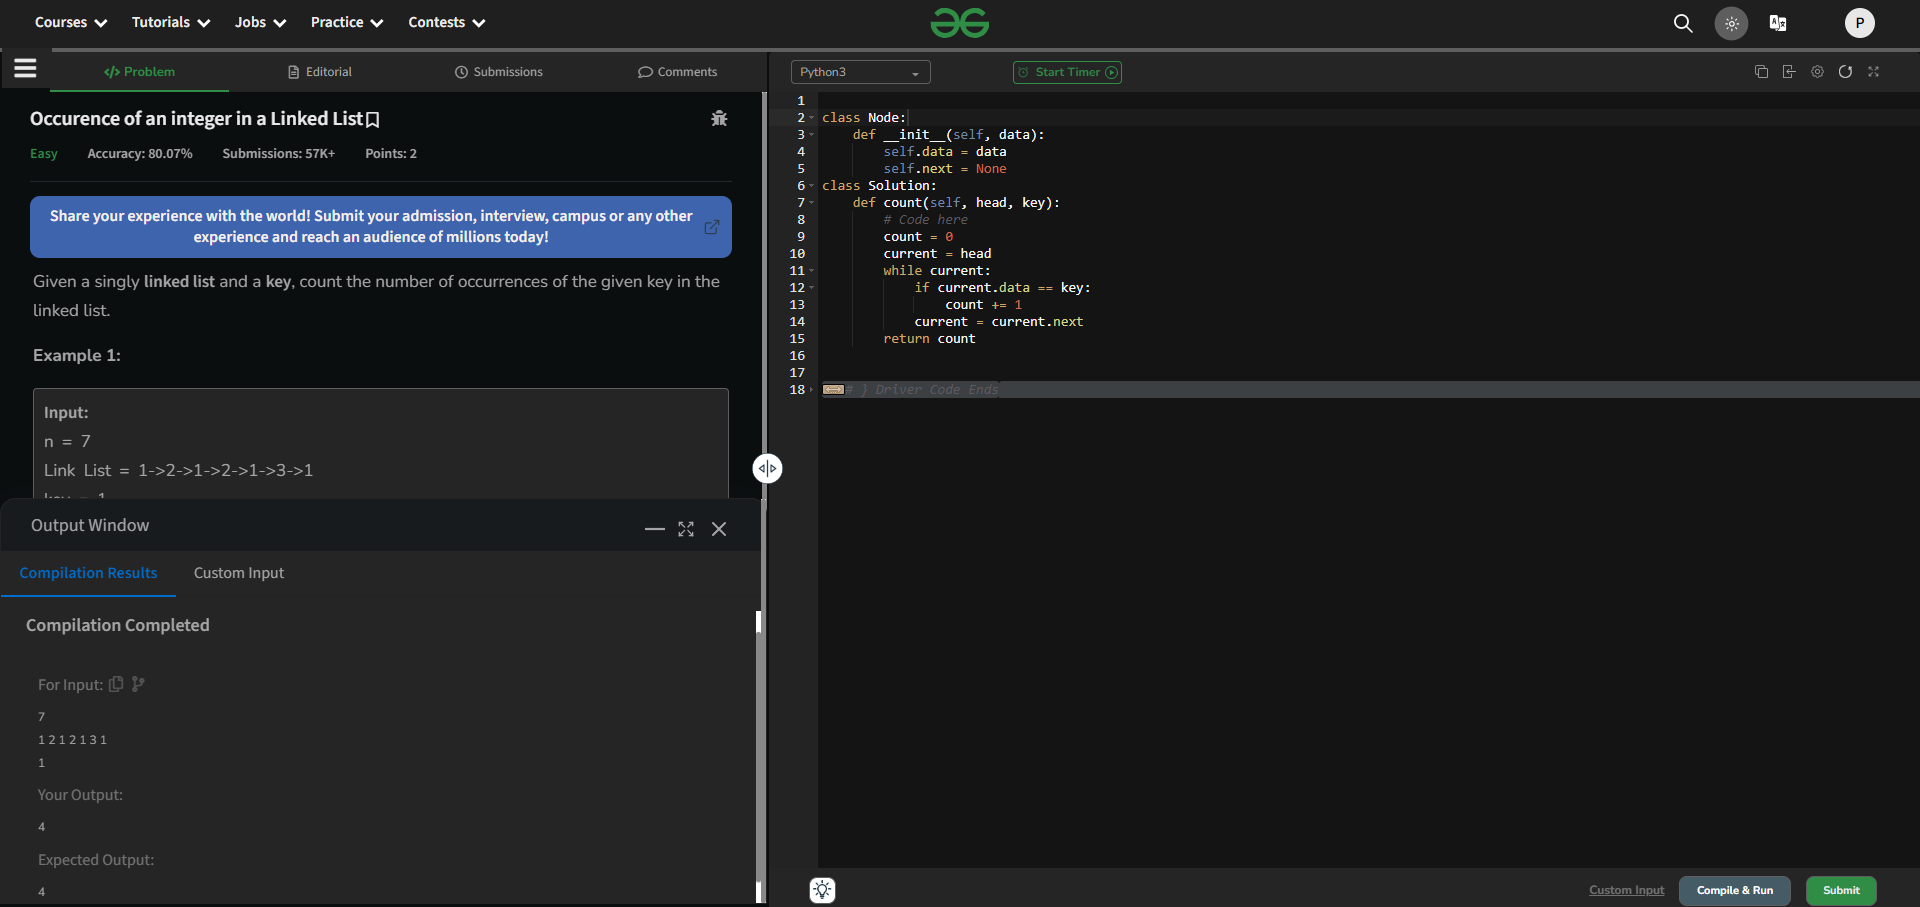 Courses Tutorials Jobs Practice Contests
P
</> Problem Editorial Submissions Comments
Occurence of an integer in a Linked List
Easy Accuracy: 80.07% Submissions: 57K+ Points: 2
Share your experience with the world! Submit your admission, interview, campus or any other
experience and reach an audience of millions today!
Given a singly linked list and a key, count the number of occurrences of the given key in the
linked list.
Example 1:
Input:
n = 7
Link List = 1->2->1->2->1->3->1
key = 1
Output Window
Compilation Results Custom Input
Compilation Completed
For Input:
7
1 2 1 2 1 3 1
1
Your Output:
4
Expected Output:
4
Python3 Start Timer
1
2 class Node:
3     def __init__(self, data):
4         self.data = data
5         self.next = None
6 class Solution:
7     def count(self, head, key):
8         # Code here
9         count = 0
10         current = head
11         while current:
12             if current.data == key:
13                 count += 1
14             current = current.next
15         return count
16
17
18 # } Driver Code Ends
Custom Input Compile & Run Submit